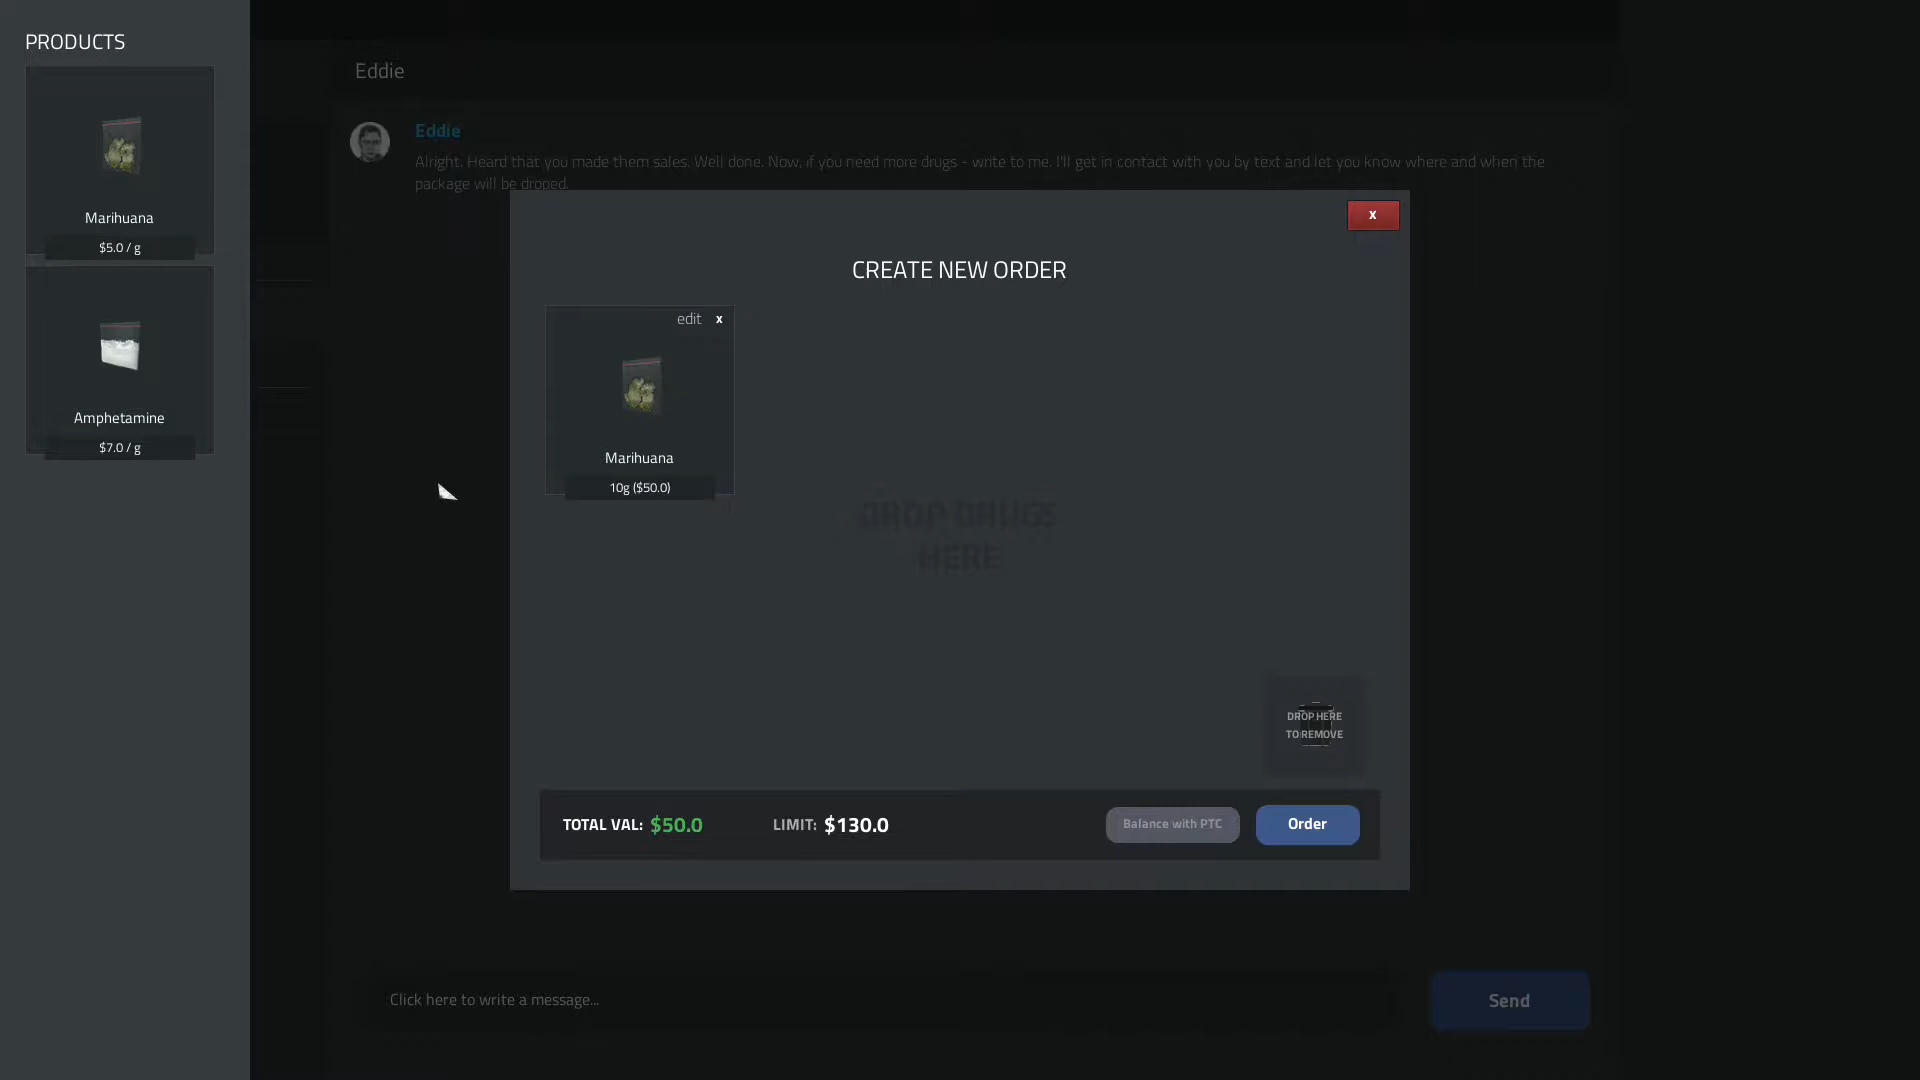 PRODUCTS
Marihuana
$5.0 / g
Amphetamine
$7.0 / g
Eddie
Eddie
Alright. Heard that you made them sales. Well done. Now, if you need more drugs - write to me. I'll get in contact with you by text and let you know where and when the
package will be droped.
x
CREATE NEW ORDER
edit x
Marihuana
10g ($50.0)
DROP DRUGS
HERE
DROP HERE
TO REMOVE
TOTAL VAL: $50.0 LIMIT: $130.0 Balance with PTC Order
Click here to write a message...
Send